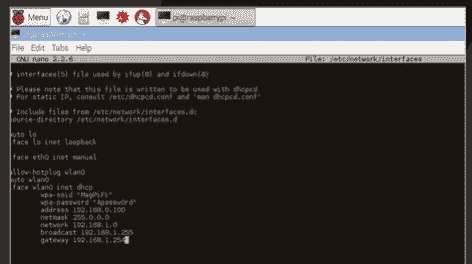 Menu pi@raspberrypi: ~
pi@raspberrypi: ~
File Edit Tabs Help
GNU nano 2.2.6 File: /etc/network/interfaces
# interfaces(5) file used by ifup(8) and ifdown(8)
# Please note that this file is written to be used with dhcpcd
# For static IP, consult /etc/dhcpcd.conf and 'man dhcpcd.conf'
# Include files from /etc/network/interfaces.d:
source-directory /etc/network/interfaces.d
auto lo
iface lo inet loopback
iface eth0 inet manual
allow-hotplug wlan0
auto wlan0
iface wlan0 inet dhcp
wpa-ssid "MagPiFi"
wpa-password "Apassw0rd"
address 192.168.0.100
netmask 255.0.0.0
network 192.168.1.0
broadcast 192.168.1.255
gateway 192.168.1.254